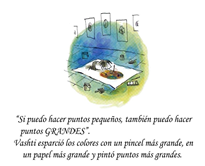 “Si puedo hacer puntos pequeños, también puedo hacer
puntos GRANDES”.
Vashti esparció los colores con un pincel más grande, en
un papel más grande y pintó puntos más grandes.